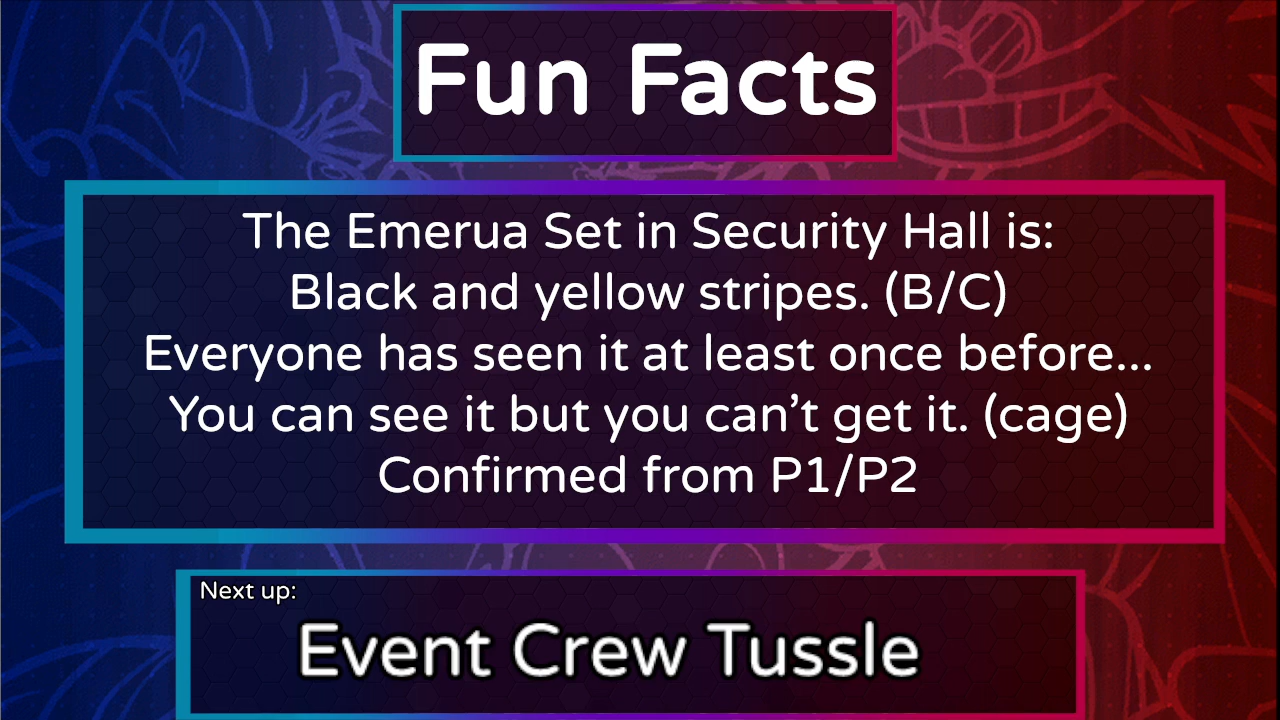 Fun Facts
The Emerua Set in Security Hall is:
Black and yellow stripes. (B/C)
Everyone has seen it at least once before...
You can see it but you can’t get it. (cage)
Confirmed from P1/P2
Next up:
Event Crew Tussle